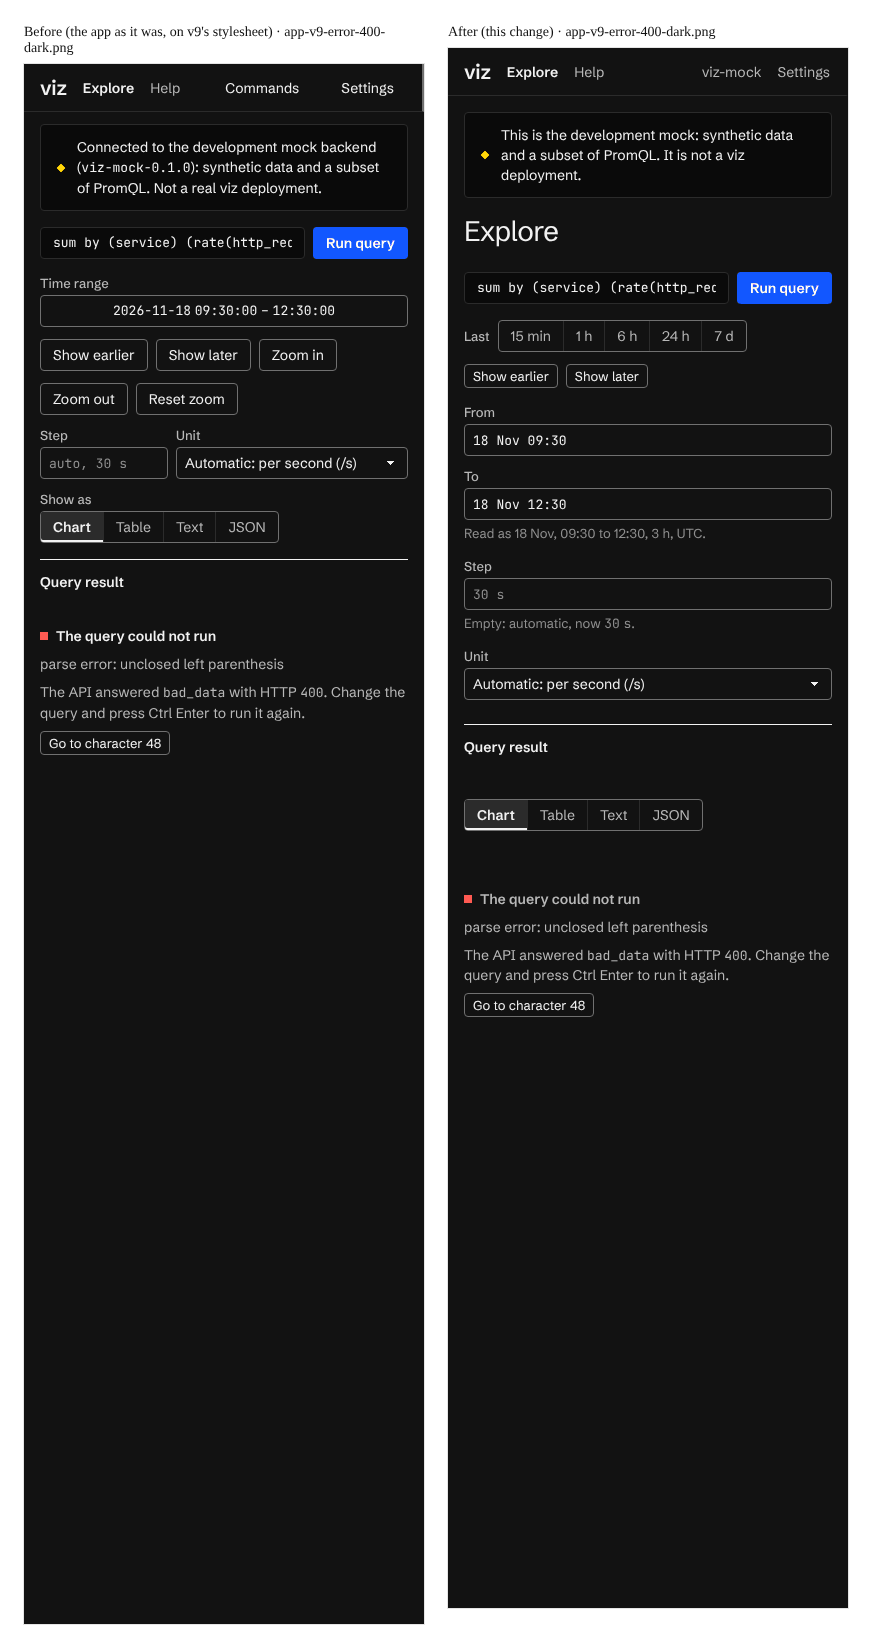 Before (the app as it was, on v9's stylesheet) · app-v9-error-400-
dark.png
viz Explore Help Commands Settings
Connected to the development mock backend
(viz-mock-0.1.0): synthetic data and a subset
of PromQL. Not a real viz deployment.
sum by (service) (rate(http_rec Run query
Time range
2026-11-18 09:30:00 – 12:30:00
Show earlier Show later Zoom in
Zoom out Reset zoom
Step Unit
auto, 30 s Automatic: per second (/s)
Show as
Chart Table Text JSON
Query result
The query could not run
parse error: unclosed left parenthesis
The API answered bad_data with HTTP 400. Change the
query and press Ctrl Enter to run it again.
Go to character 48
After (this change) · app-v9-error-400-dark.png
viz Explore Help viz-mock Settings
This is the development mock: synthetic data
and a subset of PromQL. It is not a viz
deployment.
Explore
sum by (service) (rate(http_rec Run query
Last 15 min 1 h 6 h 24 h 7 d
Show earlier Show later
From
18 Nov 09:30
To
18 Nov 12:30
Read as 18 Nov, 09:30 to 12:30, 3 h, UTC.
Step
30 s
Empty: automatic, now 30 s.
Unit
Automatic: per second (/s)
Query result
Chart Table Text JSON
The query could not run
parse error: unclosed left parenthesis
The API answered bad_data with HTTP 400. Change the
query and press Ctrl Enter to run it again.
Go to character 48